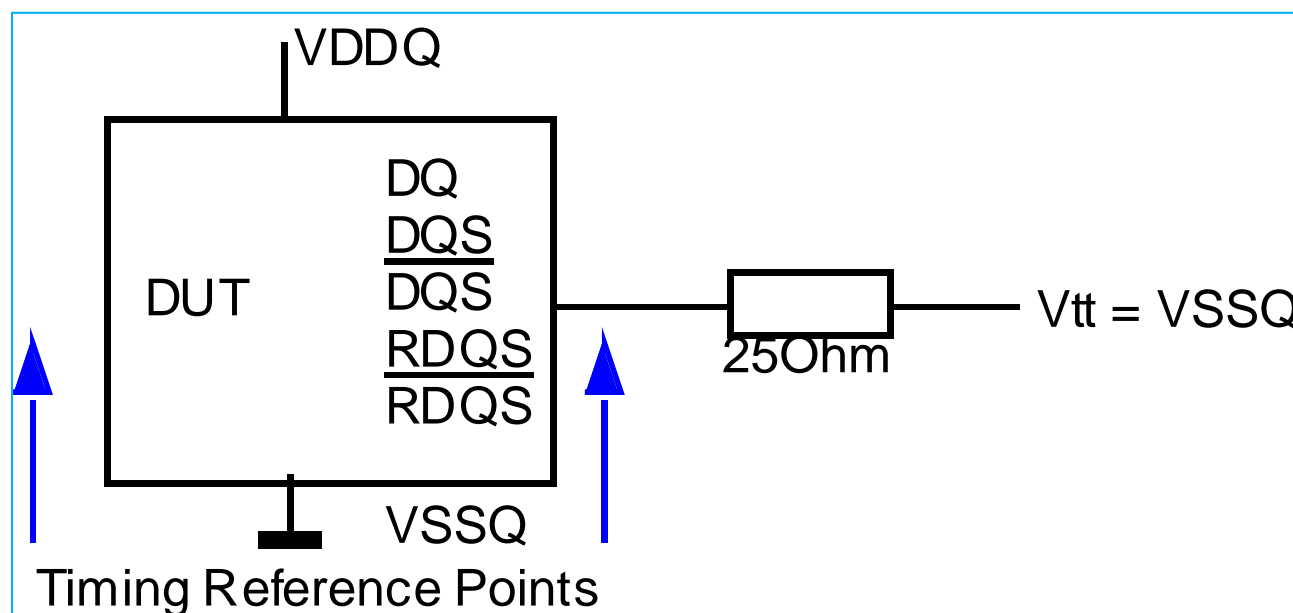 VDDQ
DQ
DQS
DQS
DUT
RDQS
RDQS
25Ohm
Vtt = VSSQ
VSSQ
Timing Reference Points